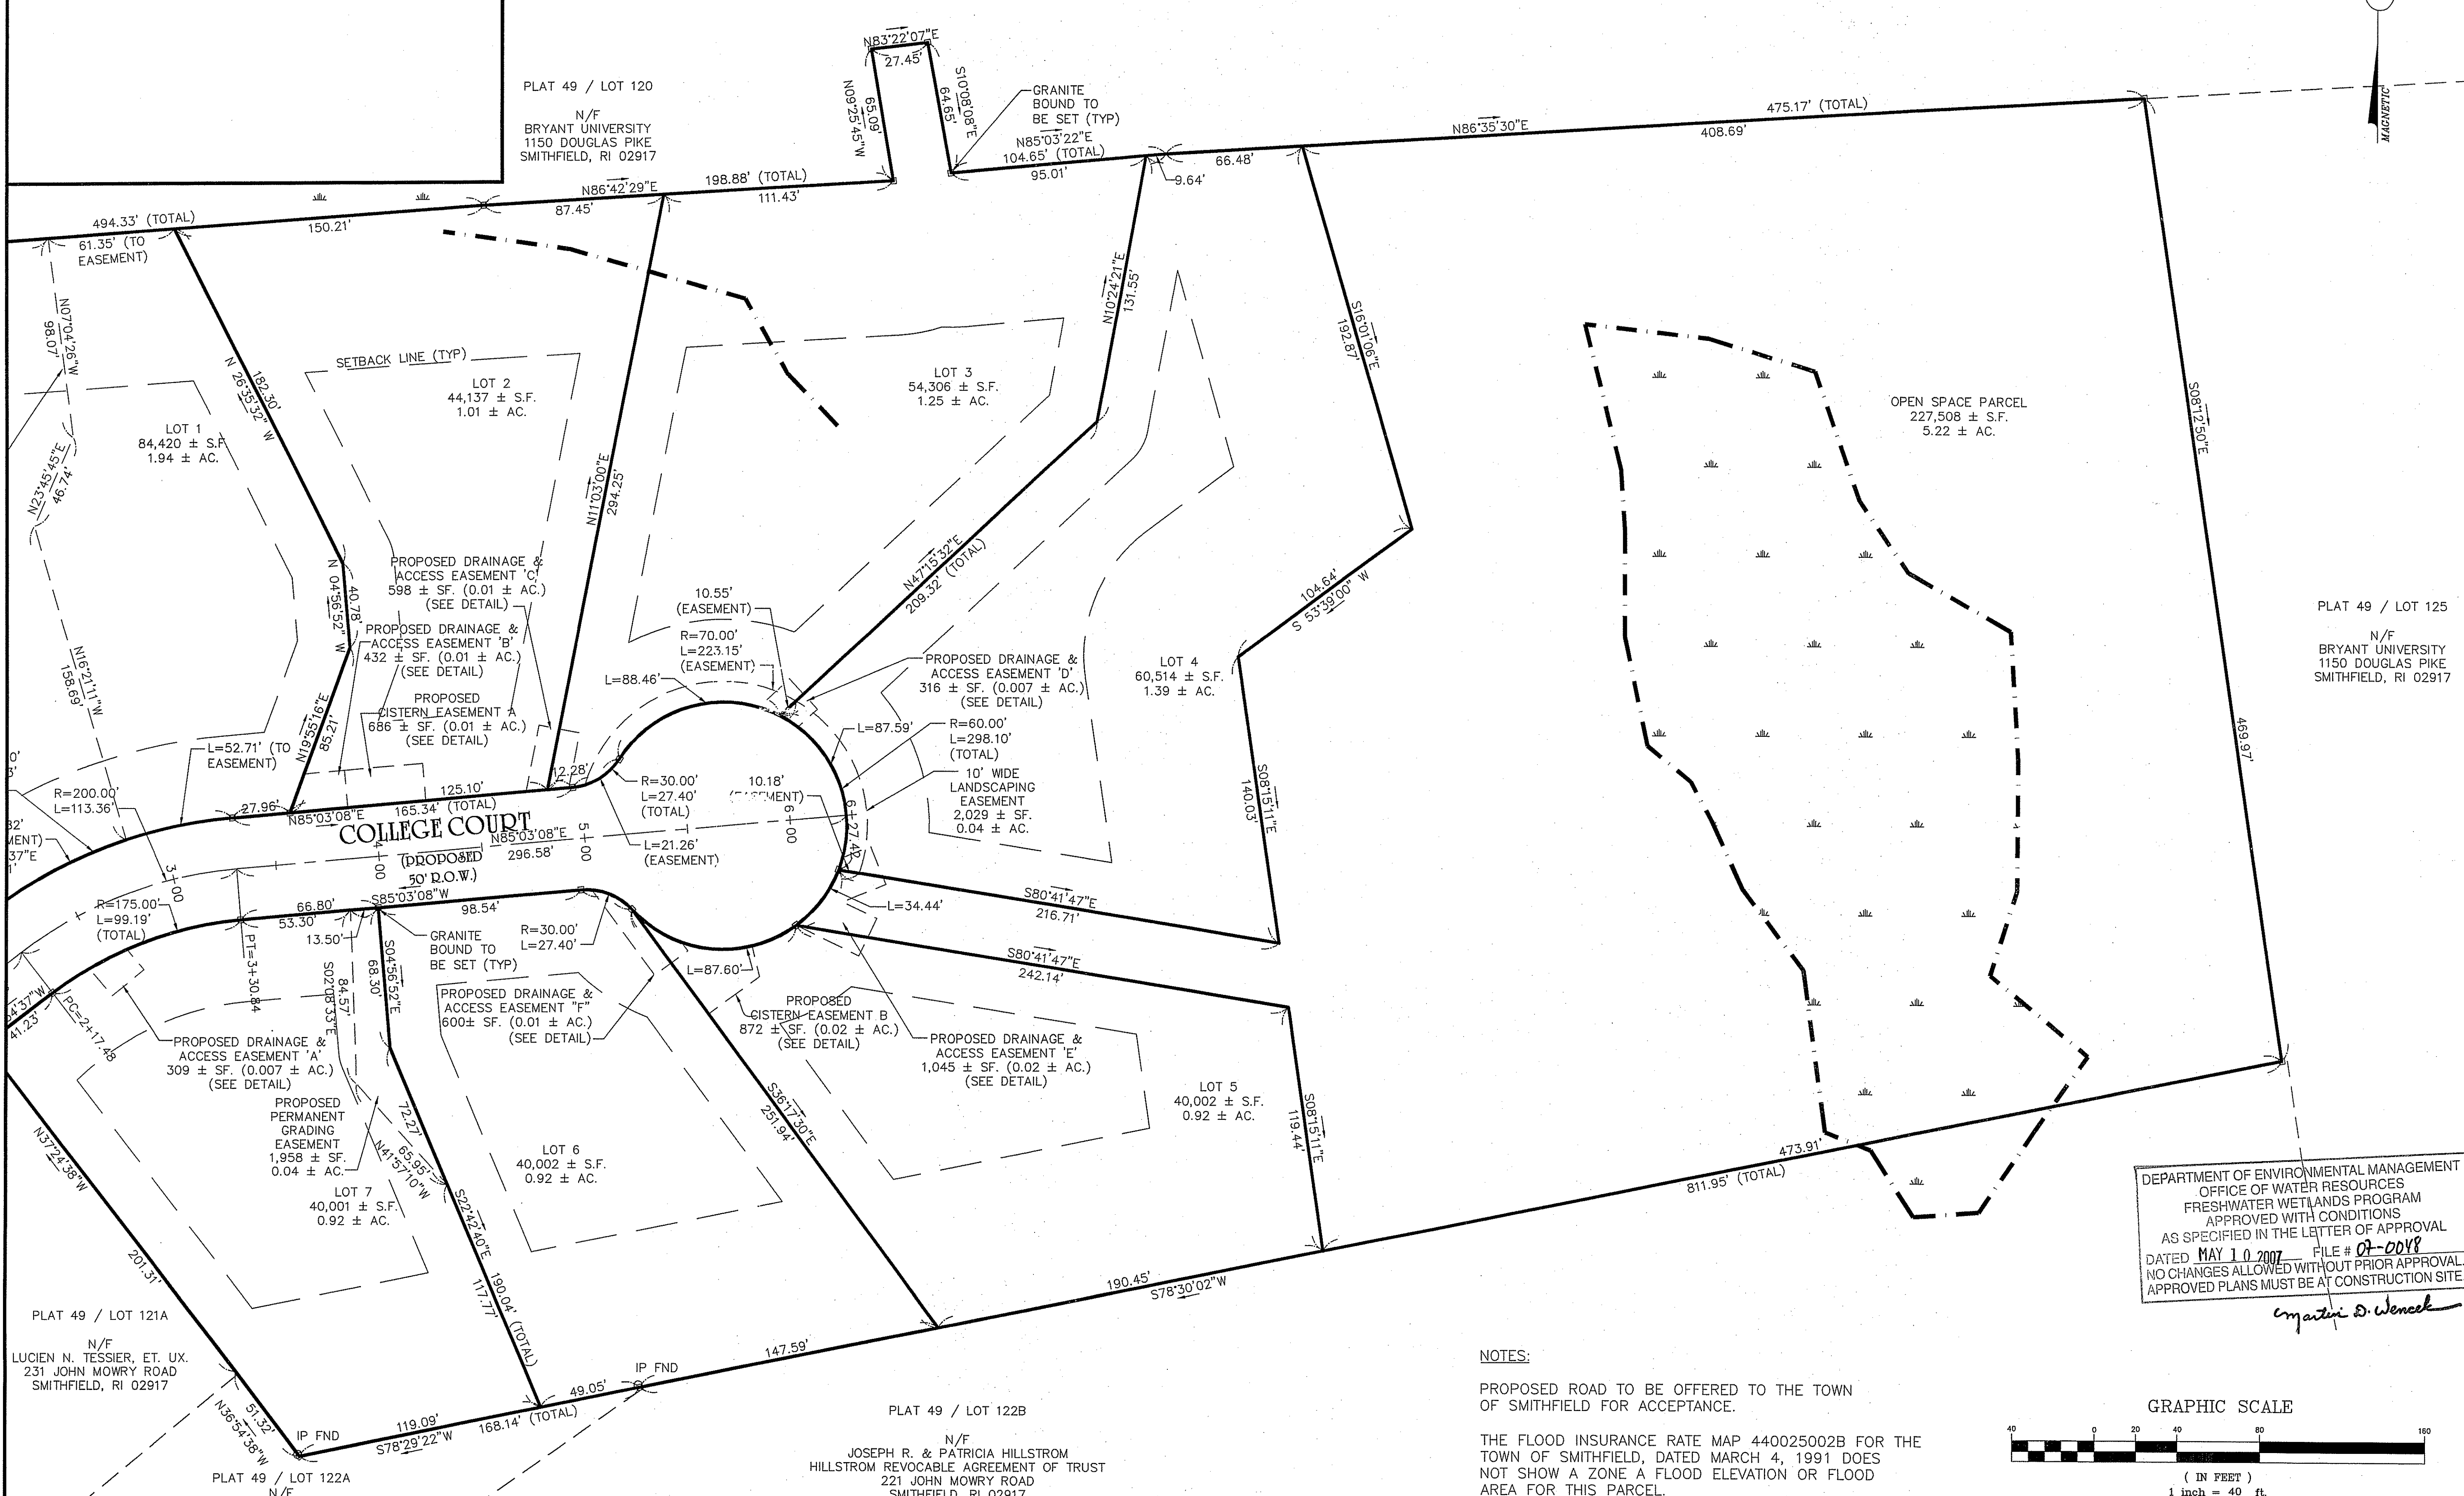 PLAT 49 / LOT 120
N/F
BRYANT UNIVERSITY
1150 DOUGLAS PIKE
SMITHFIELD, RI 02917
N83°22'07"E
27.45'
N09°25'45"W
65.09'
S10°08'08"E
64.65'
GRANITE
BOUND TO
BE SET (TYP)
N85°03'22"E
104.65' (TOTAL)
95.01'
9.64'
66.48'
N86°35'30"E
475.17' (TOTAL)
408.69'
MAGNETIC
494.33' (TOTAL)
61.35' (TO
EASEMENT)
150.21'
N86°42'29"E
87.45'
198.88' (TOTAL)
111.43'
N07°04'26"W
98.07'
N23°45'45"E
46.74'
N16°21'11"W
158.69'
182.30'
N 26°35'32" W
SETBACK LINE (TYP)
LOT 1
84,420 ± S.F.
1.94 ± AC.
LOT 2
44,137 ± S.F.
1.01 ± AC.
LOT 3
54,306 ± S.F.
1.25 ± AC.
N11°03'00"E
294.25'
N10°24'21"E
131.55'
N47°15'32"E
209.32' (TOTAL)
S16°01'06"E
192.87'
OPEN SPACE PARCEL
227,508 ± S.F.
5.22 ± AC.
S08°12'50"E
469.97'
PLAT 49 / LOT 125
N/F
BRYANT UNIVERSITY
1150 DOUGLAS PIKE
SMITHFIELD, RI 02917
40.78'
N 04°56'52" W
N19°55'16"E
85.21'
PROPOSED DRAINAGE &
ACCESS EASEMENT 'C'
598 ± SF. (0.01 ± AC.)
(SEE DETAIL)
PROPOSED DRAINAGE &
ACCESS EASEMENT 'B'
432 ± SF. (0.01 ± AC.)
(SEE DETAIL)
PROPOSED
CISTERN EASEMENT A
686 ± SF. (0.01 ± AC.)
(SEE DETAIL)
10.55'
(EASEMENT)
R=70.00'
L=223.15'
(EASEMENT)
L=88.46'
PROPOSED DRAINAGE &
ACCESS EASEMENT 'D'
316 ± SF. (0.007 ± AC.)
(SEE DETAIL)
L=87.59'
R=60.00'
L=298.10'
(TOTAL)
10' WIDE
LANDSCAPING
EASEMENT
2,029 ± SF.
0.04 ± AC.
LOT 4
60,514 ± S.F.
1.39 ± AC.
104.64'
S 53°39'00" W
S08°15'11"E
140.03'
L=52.71' (TO
EASEMENT)
R=200.00'
L=113.36'
27.96'
N85°03'08"E
125.10'
165.34' (TOTAL)
12.28'
R=30.00'
L=27.40'
(TOTAL)
L=21.26'
(EASEMENT)
10.18'
(EASEMENT)
COLLEGE COURT
(PROPOSED
50' R.O.W.)
N85°03'08"E
296.58'
3+00
4+00
5+00
6+00
6+27.42
R=175.00'
L=99.19'
(TOTAL)
S85°03'08"W
66.80'
53.30'
98.54'
13.50'
GRANITE
BOUND TO
BE SET (TYP)
R=30.00'
L=27.40'
L=34.44'
L=87.60'
S80°41'47"E
216.71'
S80°41'47"E
242.14'
41.23'
PC=2+17.48
PT=3+30.84
S02°08'33"E
84.57'
S04°56'52"E
68.30'
PROPOSED DRAINAGE &
ACCESS EASEMENT 'A'
309 ± SF. (0.007 ± AC.)
(SEE DETAIL)
PROPOSED
PERMANENT
GRADING
EASEMENT
1,958 ± SF.
0.04 ± AC.
PROPOSED DRAINAGE &
ACCESS EASEMENT "F"
600± SF. (0.01 ± AC.)
(SEE DETAIL)
PROPOSED
CISTERN EASEMENT B
872 ± SF. (0.02 ± AC.)
(SEE DETAIL)
PROPOSED DRAINAGE &
ACCESS EASEMENT 'E'
1,045 ± SF. (0.02 ± AC.)
(SEE DETAIL)
LOT 5
40,002 ± S.F.
0.92 ± AC.
LOT 6
40,002 ± S.F.
0.92 ± AC.
LOT 7
40,001 ± S.F.
0.92 ± AC.
72.27'
65.95'
N41°57'10"W
S22°42'40"E
190.04' (TOTAL)
117.77'
S36°17'30"E
251.94'
S08°15'11"E
119.44'
N37°24'38"W
201.31'
51.32'
N36°54'38"W
IP FND
119.09'
S78°29'22"W
168.14' (TOTAL)
49.05'
IP FND
147.59'
190.45'
S78°30'02"W
811.95' (TOTAL)
473.91'
PLAT 49 / LOT 121A
N/F
LUCIEN N. TESSIER, ET. UX.
231 JOHN MOWRY ROAD
SMITHFIELD, RI 02917
PLAT 49 / LOT 122A
N/F
PLAT 49 / LOT 122B
N/F
JOSEPH R. & PATRICIA HILLSTROM
HILLSTROM REVOCABLE AGREEMENT OF TRUST
221 JOHN MOWRY ROAD
SMITHFIELD, RI 02917
DEPARTMENT OF ENVIRONMENTAL MANAGEMENT
OFFICE OF WATER RESOURCES
FRESHWATER WETLANDS PROGRAM
APPROVED WITH CONDITIONS
AS SPECIFIED IN THE LETTER OF APPROVAL
DATED MAY 10 2007 FILE # 07-0048
NO CHANGES ALLOWED WITHOUT PRIOR APPROVAL.
APPROVED PLANS MUST BE AT CONSTRUCTION SITE
Martin D. Wencek
NOTES:
PROPOSED ROAD TO BE OFFERED TO THE TOWN
OF SMITHFIELD FOR ACCEPTANCE.
THE FLOOD INSURANCE RATE MAP 440025002B FOR THE
TOWN OF SMITHFIELD, DATED MARCH 4, 1991 DOES
NOT SHOW A ZONE A FLOOD ELEVATION OR FLOOD
AREA FOR THIS PARCEL.
GRAPHIC SCALE
40 0 20 40 80 160
( IN FEET )
1 inch = 40 ft.